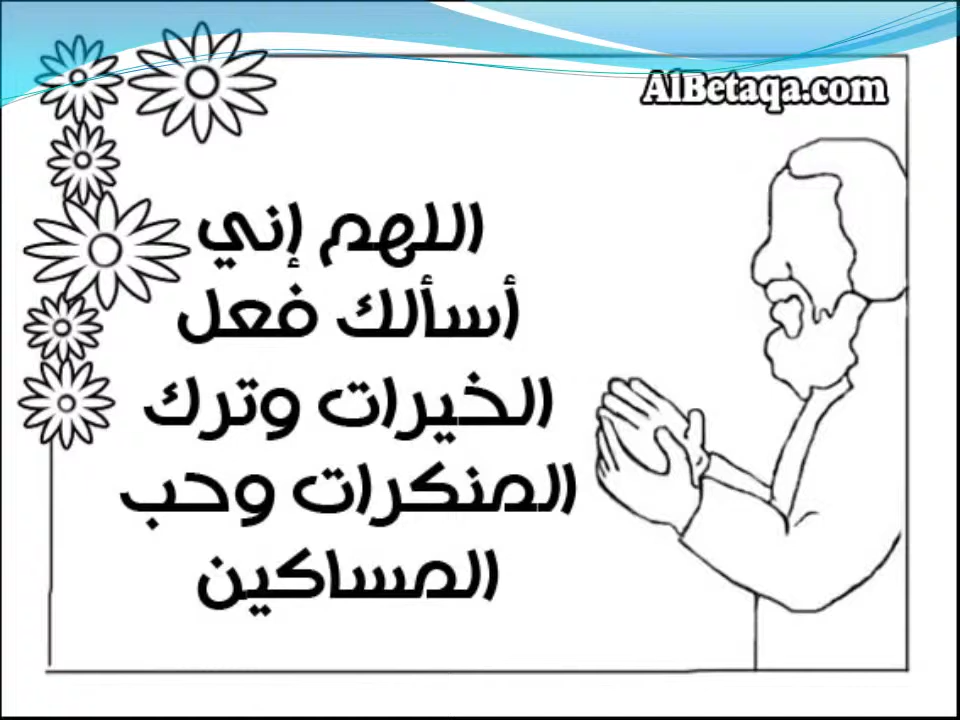 AlBetaqa.com
اللهم إني
أسألك فعل
الخيرات وترك
المنكرات وحب
المساكين